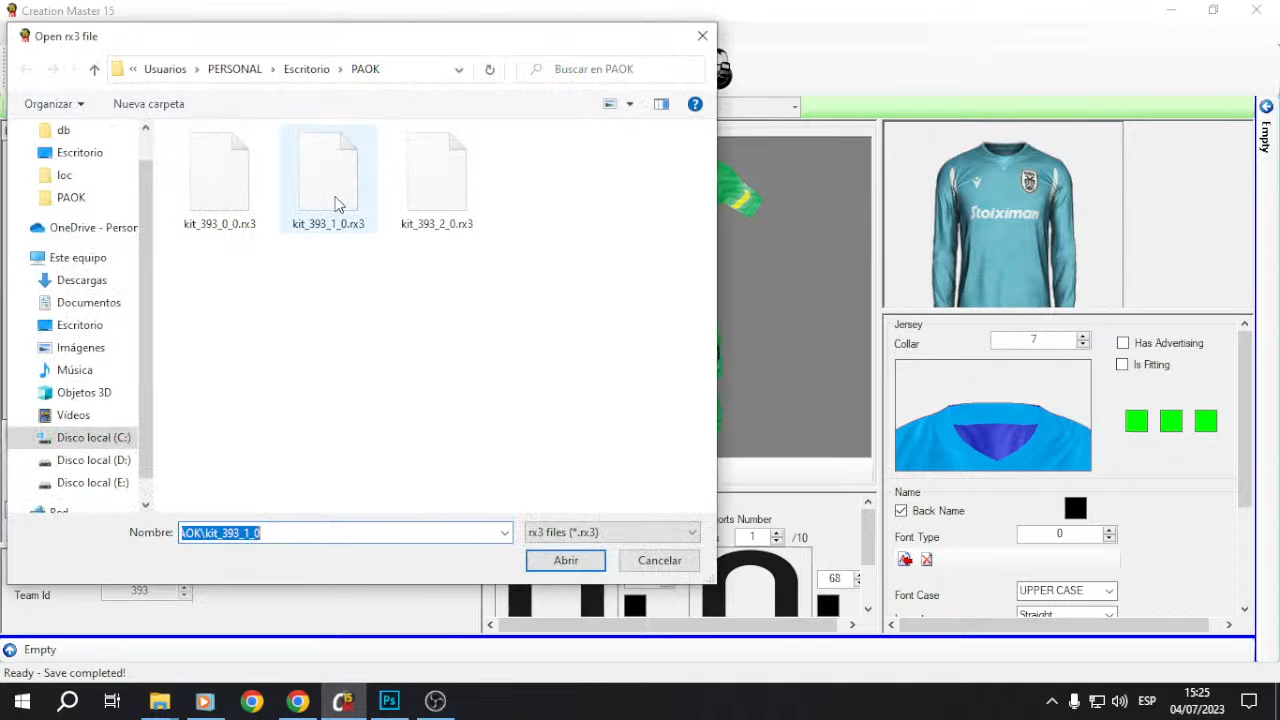 Creation Master 15
Open rx3 file
Usuarios
PERSONAL
Escritorio
PAOK
Buscar en PAOK
Organizar
Nueva carpeta
db
Escritorio
loc
PAOK
OneDrive - Person
Este equipo
Descargas
Documentos
Escritorio
Imágenes
Música
Objetos 3D
Vídeos
Disco local (C:)
Disco local (D:)
Disco local (E:)
kit_393_0_0.rx3
kit_393_1_0.rx3
kit_393_2_0.rx3
Nombre:
AOK\kit_393_1_0
rx3 files (*.rx3)
Abrir
Cancelar
Empty
Stoiximan
Jersey
Collar
7
Has Advertising
Is Fitting
Name
Back Name
Font Type
0
Font Case
UPPER CASE
Straight
orts Number
1
/10
68
Team Id
393
Empty
Ready - Save completed!
Ps
ESP
15:25
04/07/2023